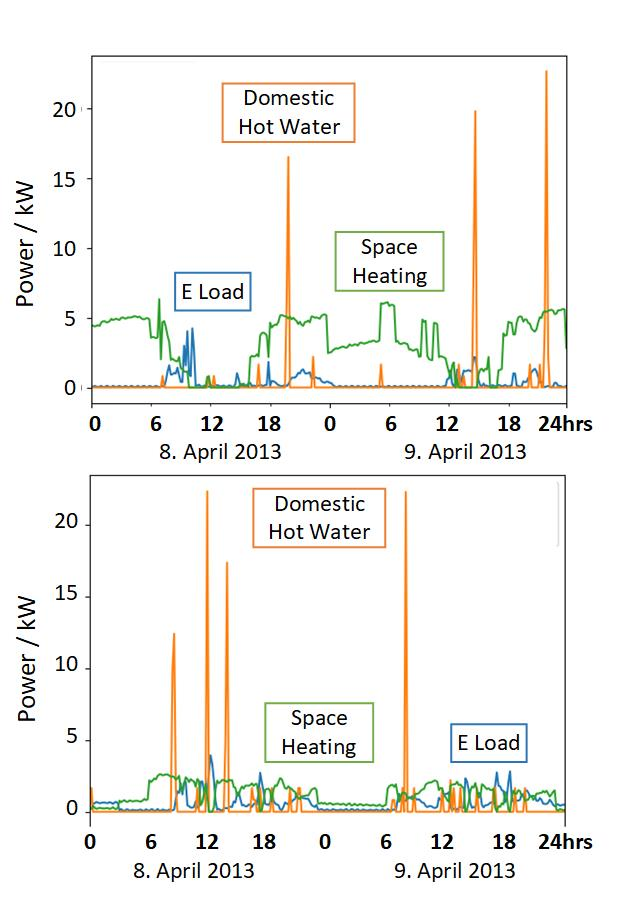 Power / kW
20
15
10
5
0
Domestic
Hot Water
E Load
Space
Heating
0 6 12 18 0 6 12 18 24hrs
8. April 2013 9. April 2013
Power / kW
20
15
10
5
0
Domestic
Hot Water
Space
Heating
E Load
0 6 12 18 0 6 12 18 24hrs
8. April 2013 9. April 2013